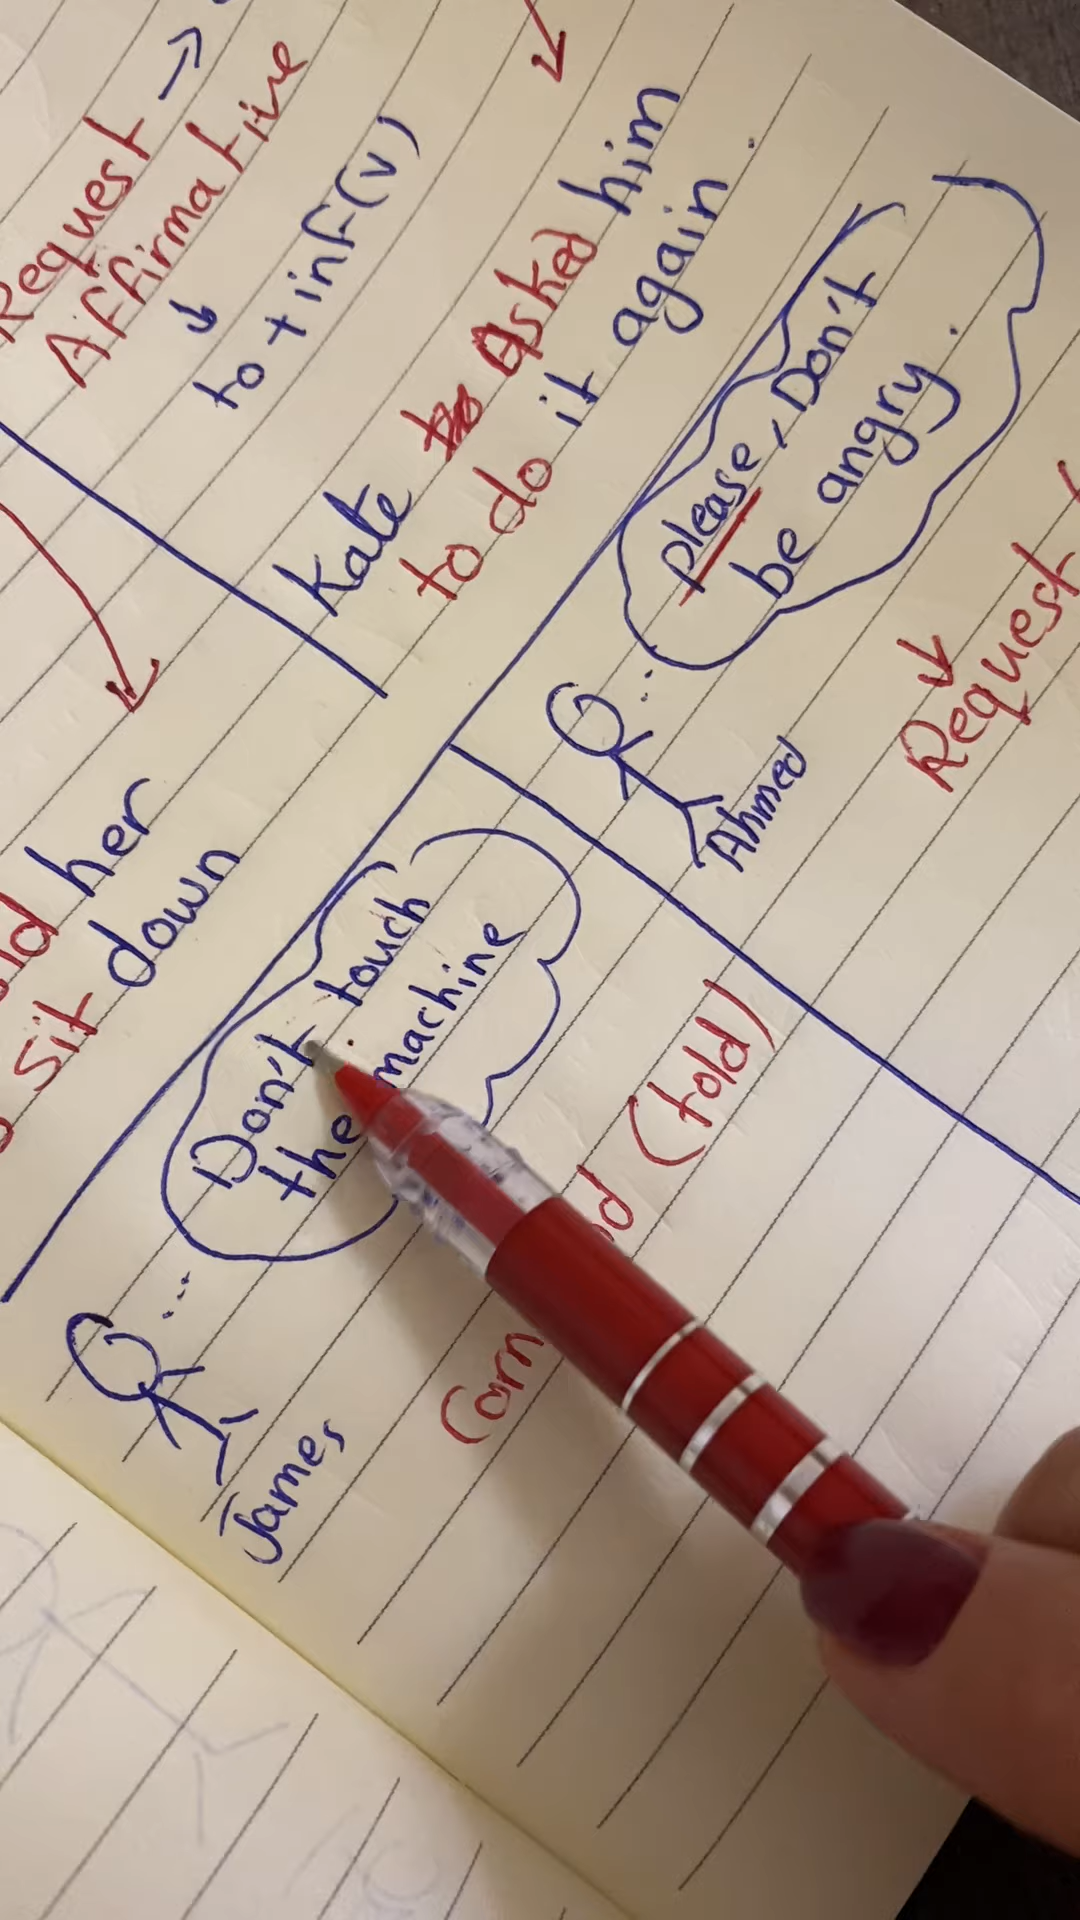 Request →
Affirmative
to + inf(v)
Kate Asked him
to do it again.
her
sit down
please, Don't
be angry.
Ahmed
Request
Don't touch
the machine
James
(told)